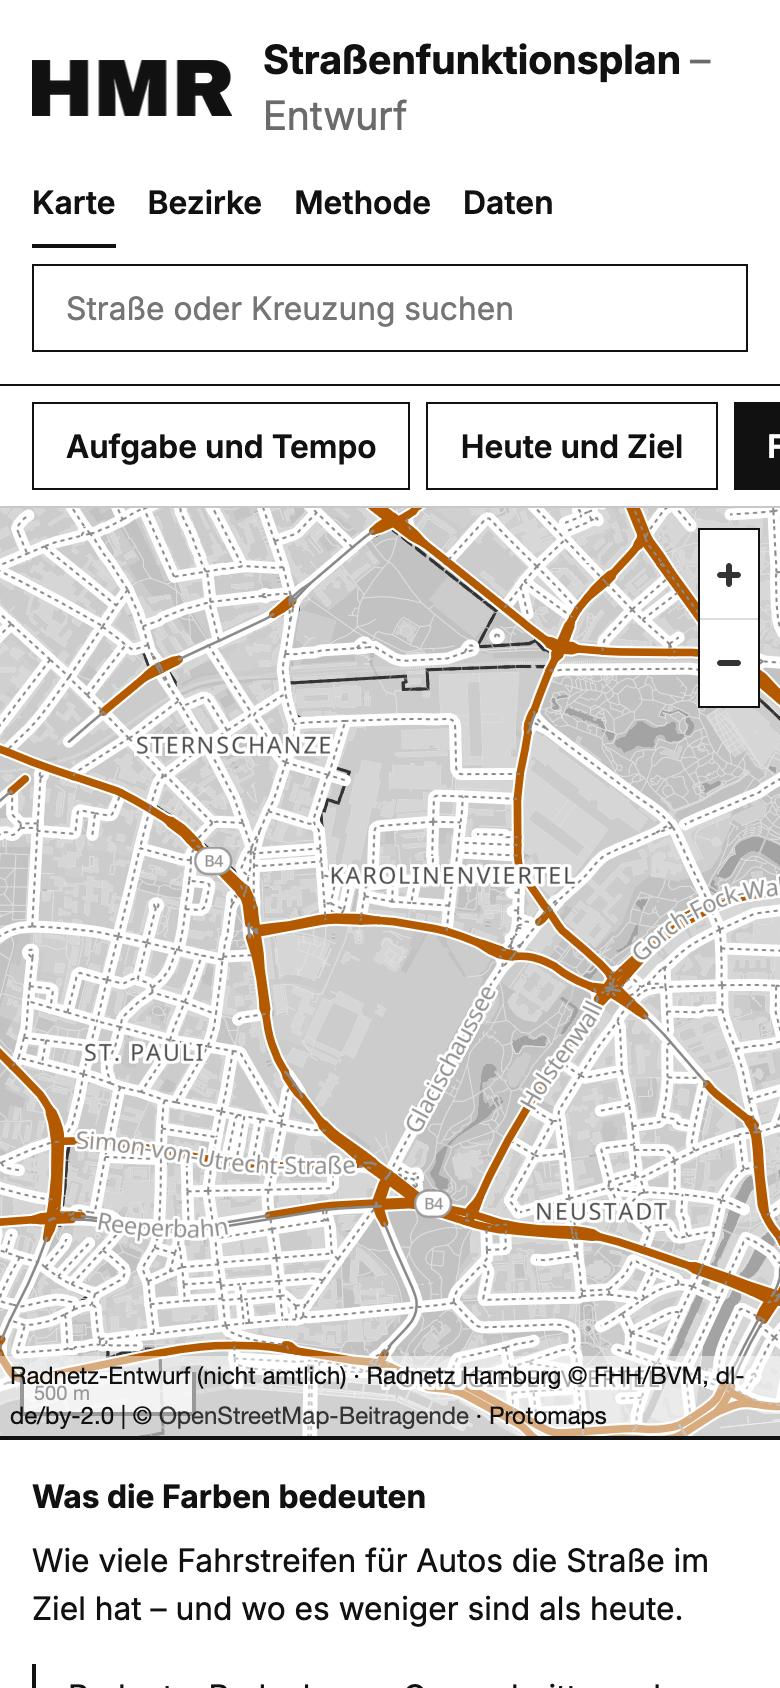 HMR
Straßenfunktionsplan –
Entwurf
Karte Bezirke Methode Daten
Straße oder Kreuzung suchen
Aufgabe und Tempo
Heute und Ziel
+
−
STERNSCHANZE
B4
KAROLINENVIERTEL
Gorch-Fock-Wa
Glacischaussee
Holstenwall
ST. PAULI
Simon-von-Utrecht-Straße
B4
Reeperbahn
NEUSTADT
500 m
Radnetz-Entwurf (nicht amtlich) · Radnetz Hamburg © FHH/BVM, dl-
de/by-2.0 | © OpenStreetMap-Beitragende · Protomaps
Was die Farben bedeuten
Wie viele Fahrstreifen für Autos die Straße im
Ziel hat – und wo es weniger sind als heute.